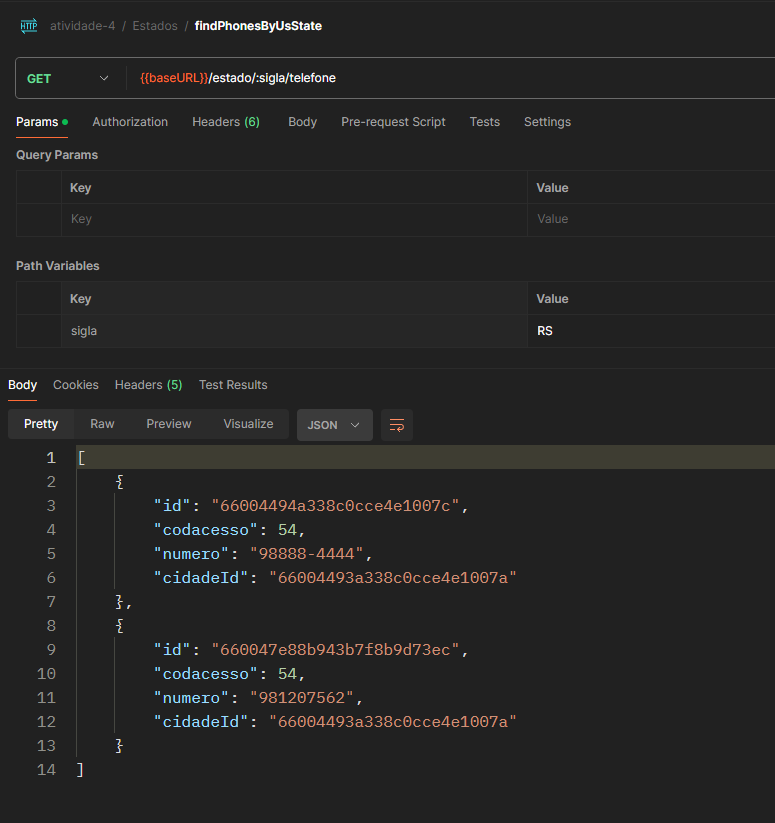 HTTP atividade-4 / Estados / findPhonesByUsState
GET {{baseURL}}/estado/:sigla/telefone
Params Authorization Headers (6) Body Pre-request Script Tests Settings
Query Params
Key Value
Key Value
Path Variables
Key Value
sigla RS
Body Cookies Headers (5) Test Results
Pretty Raw Preview Visualize JSON
1 [
2 {
3 "id": "66004494a338c0cce4e1007c",
4 "codacesso": 54,
5 "numero": "98888-4444",
6 "cidadeId": "66004493a338c0cce4e1007a"
7 },
8 {
9 "id": "660047e88b943b7f8b9d73ec",
10 "codacesso": 54,
11 "numero": "981207562",
12 "cidadeId": "66004493a338c0cce4e1007a"
13 }
14 ]